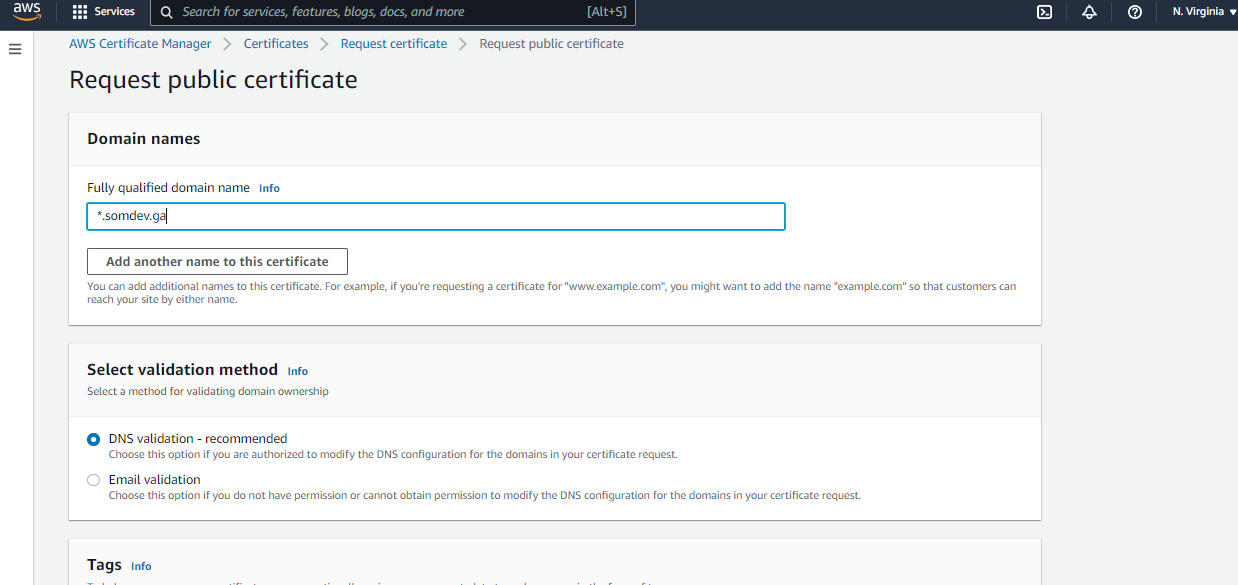 aws Services Search for services, features, blogs, docs, and more [Alt+S] N. Virginia
AWS Certificate Manager Certificates Request certificate Request public certificate
Request public certificate
Domain names
Fully qualified domain name Info
*.somdev.ga
Add another name to this certificate
You can add additional names to this certificate. For example, if you're requesting a certificate for "www.example.com", you might want to add the name "example.com" so that customers can
reach your site by either name.
Select validation method Info
Select a method for validating domain ownership
DNS validation - recommended
Choose this option if you are authorized to modify the DNS configuration for the domains in your certificate request.
Email validation
Choose this option if you do not have permission or cannot obtain permission to modify the DNS configuration for the domains in your certificate request.
Tags Info